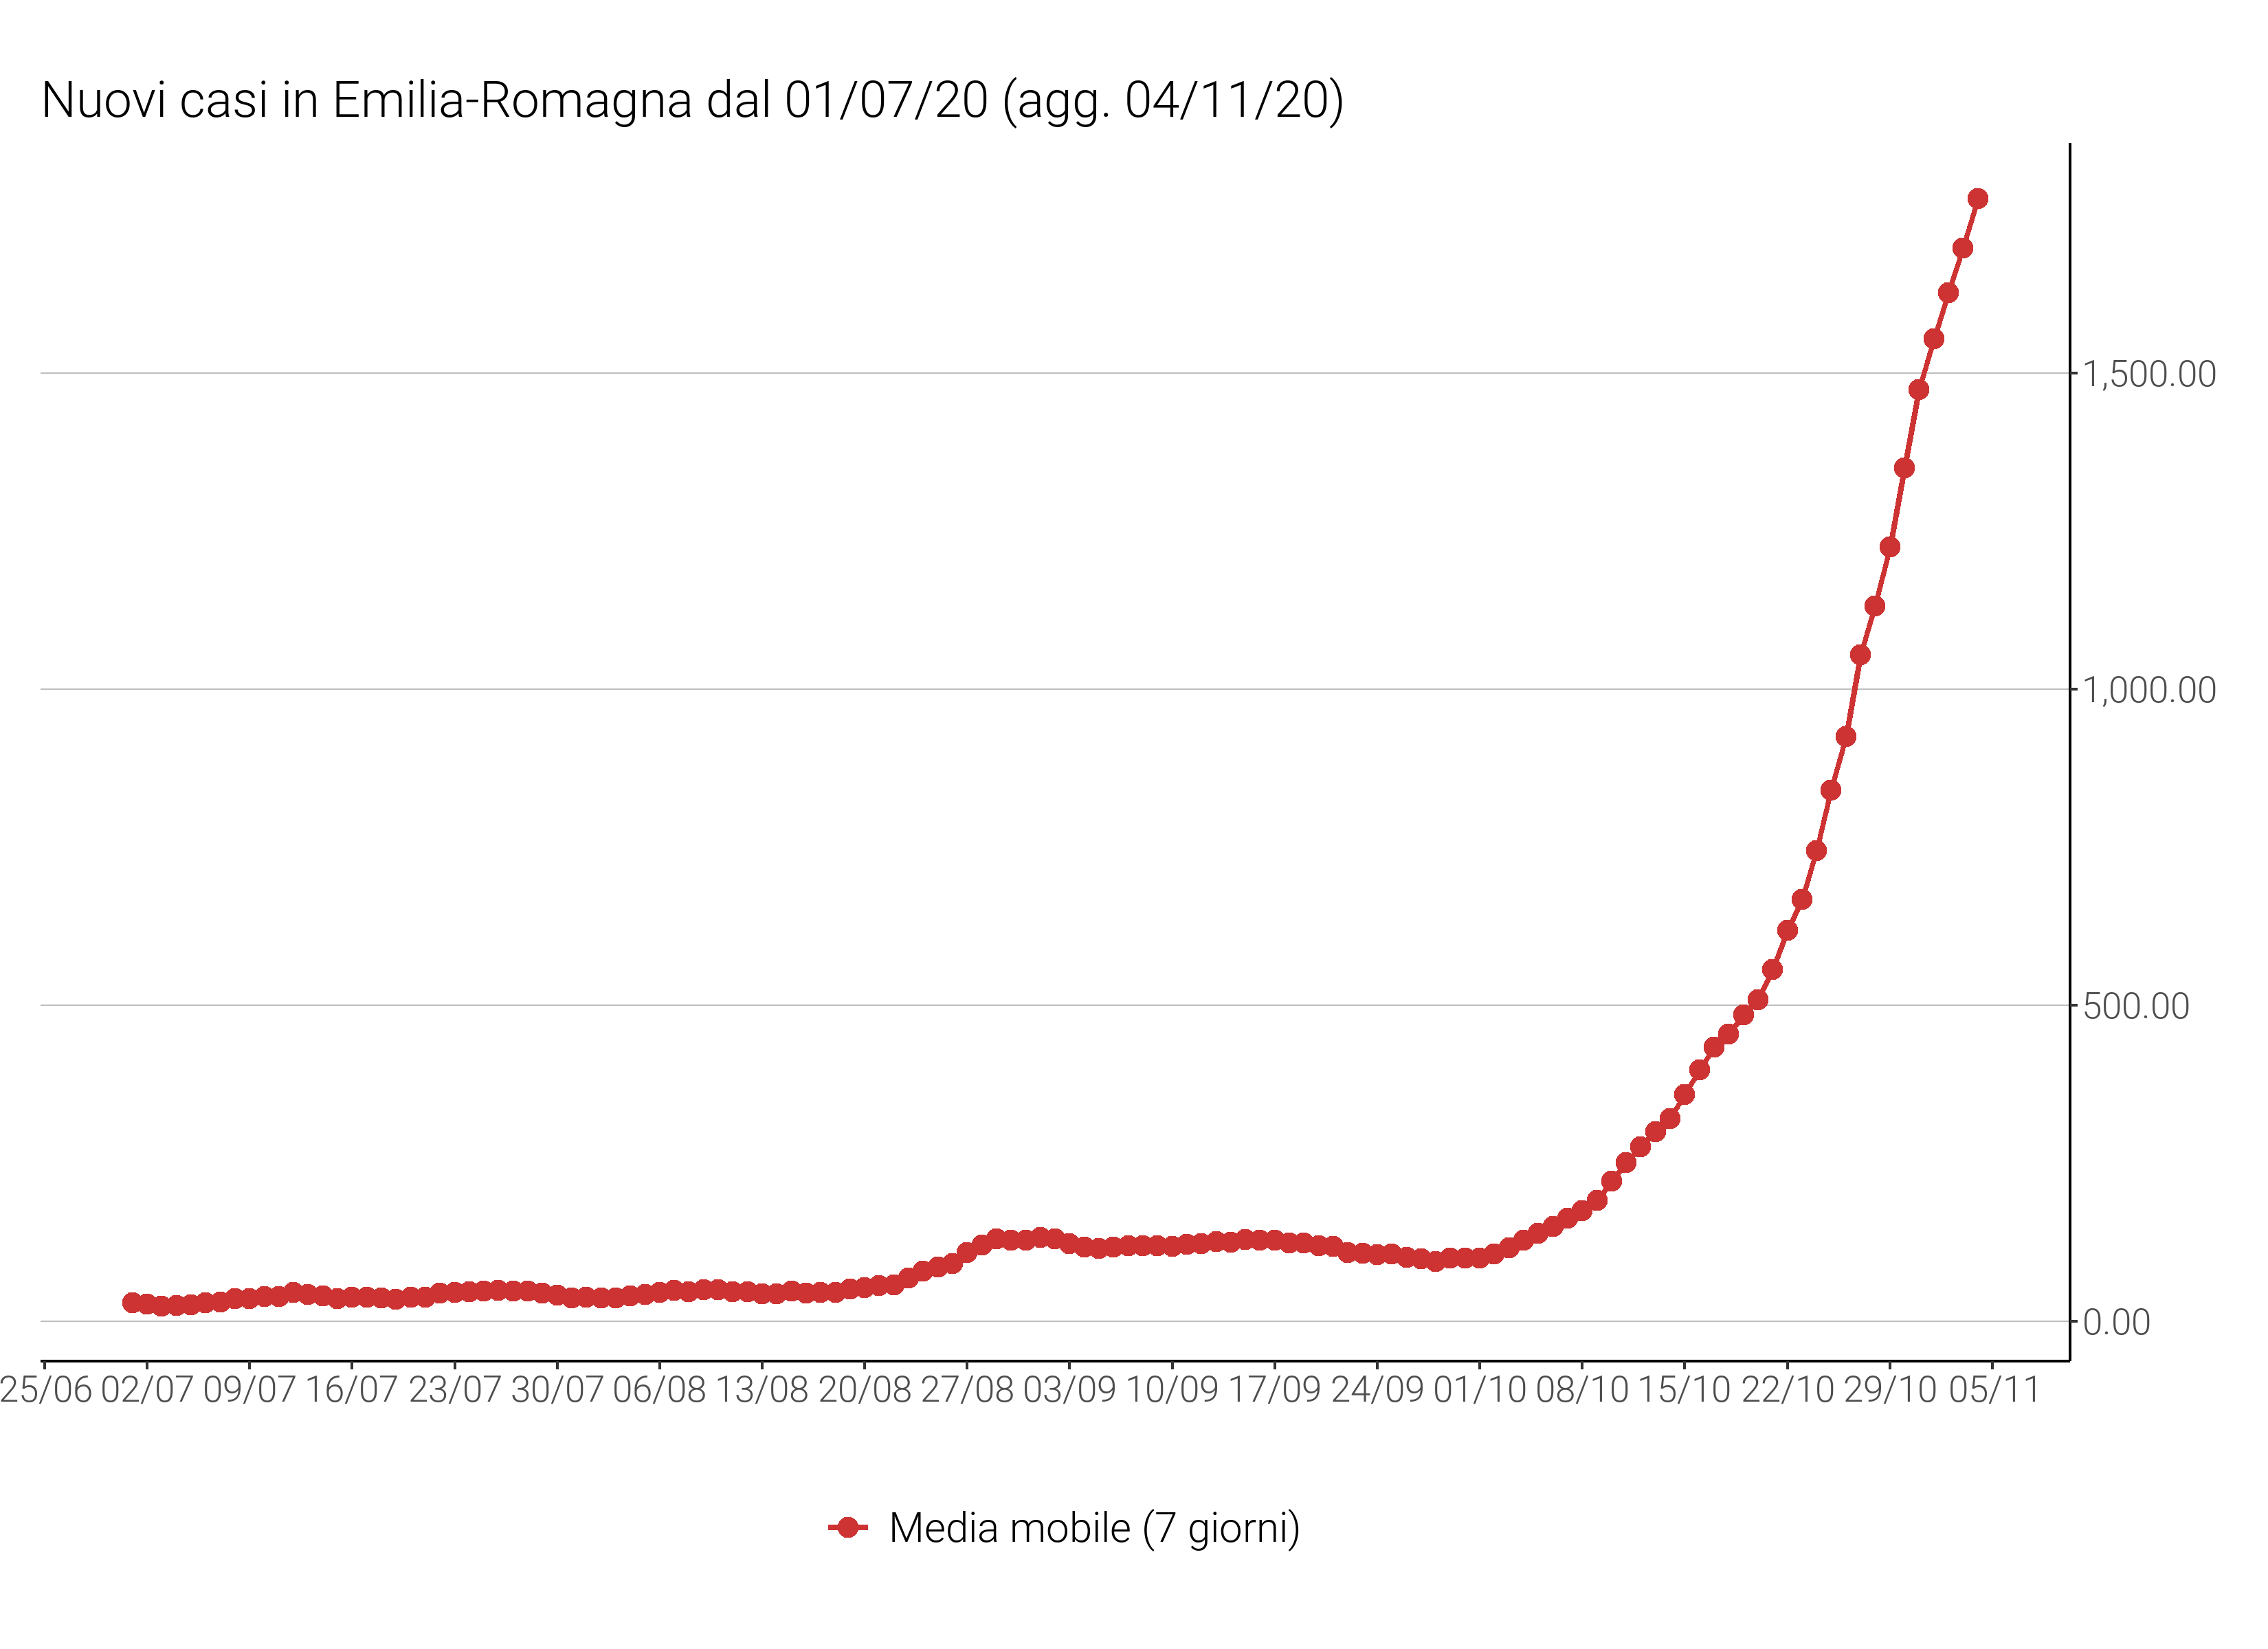 Nuovi casi in Emilia-Romagna dal 01/07/20 (agg. 04/11/20)
1,500.00
1,000.00
500.00
0.00
25/06 02/07 09/07 16/07 23/07 30/07 06/08 13/08 20/08 27/08 03/09 10/09 17/09 24/09 01/10 08/10 15/10 22/10 29/10 05/11
Media mobile (7 giorni)